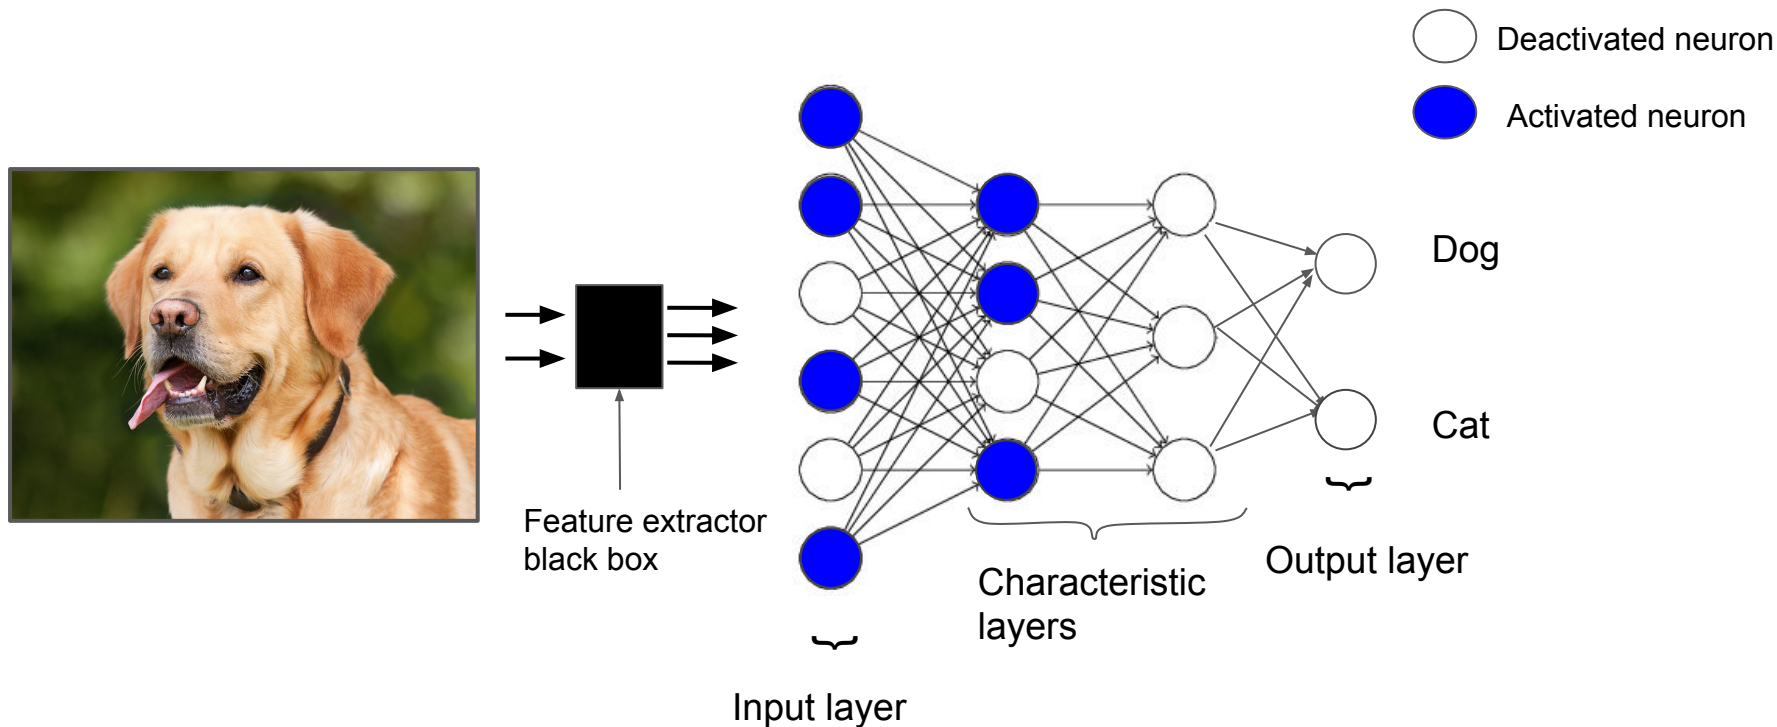 Deactivated neuron
Activated neuron
Dog
Cat
Feature extractor
black box
Characteristic
layers
Output layer
Input layer